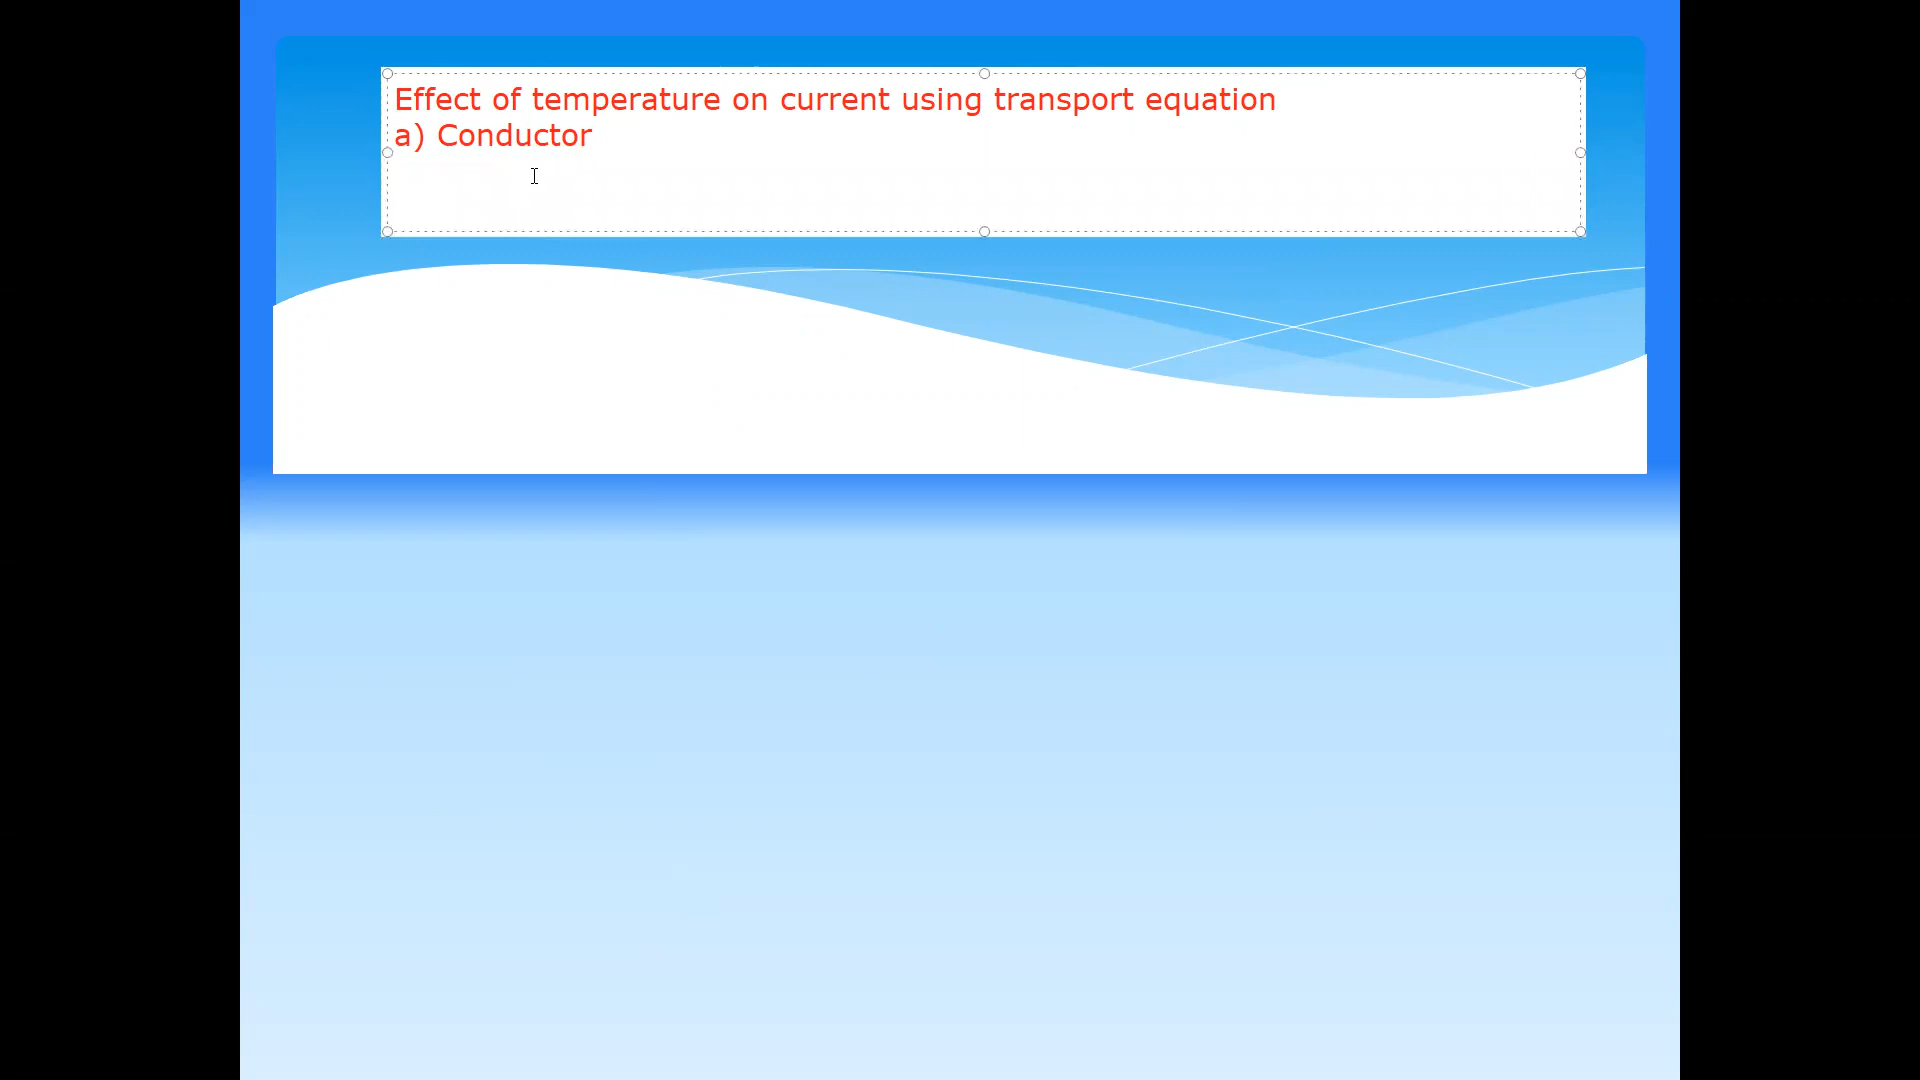 Effect of temperature on current using transport equation
a) Conductor